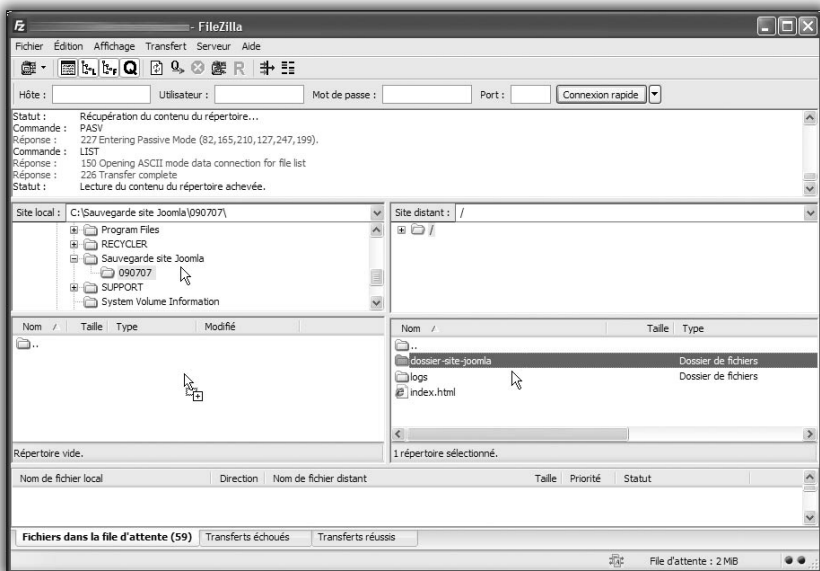 - FileZilla
Fichier Édition Affichage Transfert Serveur Aide
Hôte : Utilisateur : Mot de passe : Port : Connexion rapide
Statut : Récupération du contenu du répertoire...
Commande : PASV
Réponse : 227 Entering Passive Mode (82,165,210,127,247,199).
Commande : LIST
Réponse : 150 Opening ASCII mode data connection for file list
Réponse : 226 Transfer complete
Statut : Lecture du contenu du répertoire achevée.
Site local : C:\Sauvegarde site Joomla\090707\
Program Files
RECYCLER
Sauvegarde site Joomla
090707
SUPPORT
System Volume Information
Site distant : /
/
Nom Taille Type Modifié
..
Répertoire vide.
Nom Taille Type
..
dossier-site-joomla Dossier de fichiers
logs Dossier de fichiers
index.html
1 répertoire sélectionné.
Nom de fichier local Direction Nom de fichier distant Taille Priorité Statut
Fichiers dans la file d'attente (59) Transferts échoués Transferts réussis
File d'attente : 2 MiB